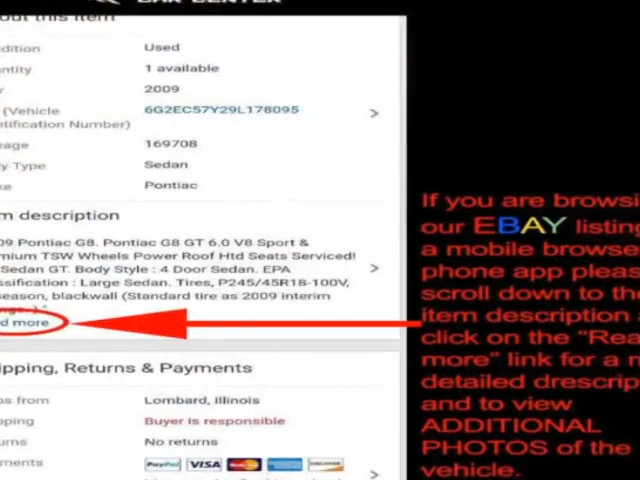 CAR CENTER
out this item
dition Used
ntity 1 available
r 2009
(Vehicle 6G2EC57Y29L178095
ntification Number)
eage 169708
y Type Sedan
ke Pontiac
m description
09 Pontiac G8. Pontiac G8 GT 6.0 V8 Sport &
mium TSW Wheels Power Roof Htd Seats Serviced!
Sedan GT. Body Style : 4 Door Sedan. EPA
ssification : Large Sedan. Tires, P245/45R18-100V,
season, blackwall (Standard tire as 2009 interim
d more
ipping, Returns & Payments
ps from Lombard, Illinois
pping Buyer is responsible
urns No returns
ments PayPal VISA MasterCard DISCOVER
If you are browsi
our EBAY listing
a mobile browse
phone app pleas
scroll down to the
item description a
click on the "Rea
more" link for a m
detailed drescrip
and to view
ADDITIONAL
PHOTOS of the
vehicle.